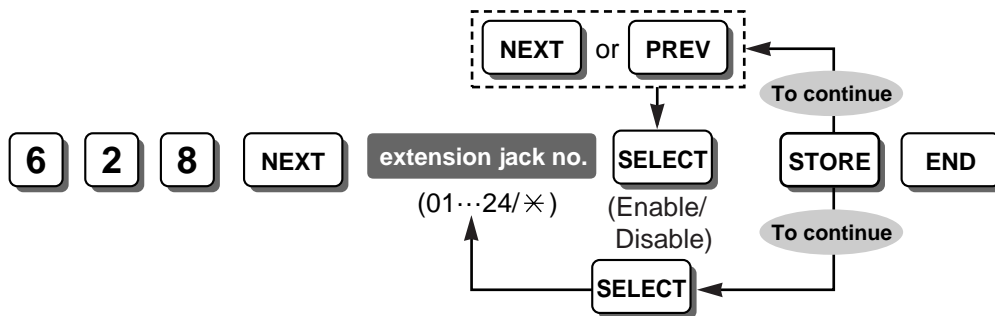 NEXT or PREV
To continue
6 2 8 NEXT extension jack no. SELECT STORE END
(01···24/✳)
(Enable/
Disable)
To continue
SELECT